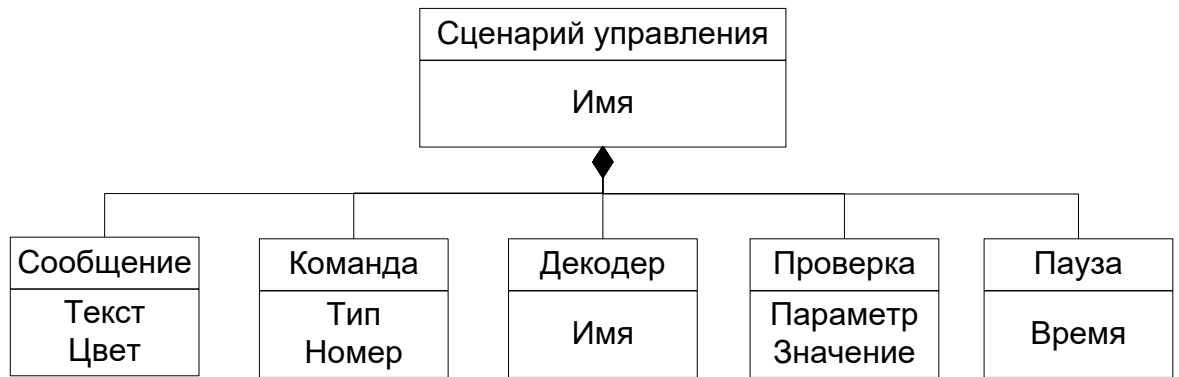 Сценарий управления
Имя
Сообщение
Текст
Цвет
Команда
Тип
Номер
Декодер
Имя
Проверка
Параметр
Значение
Пауза
Время